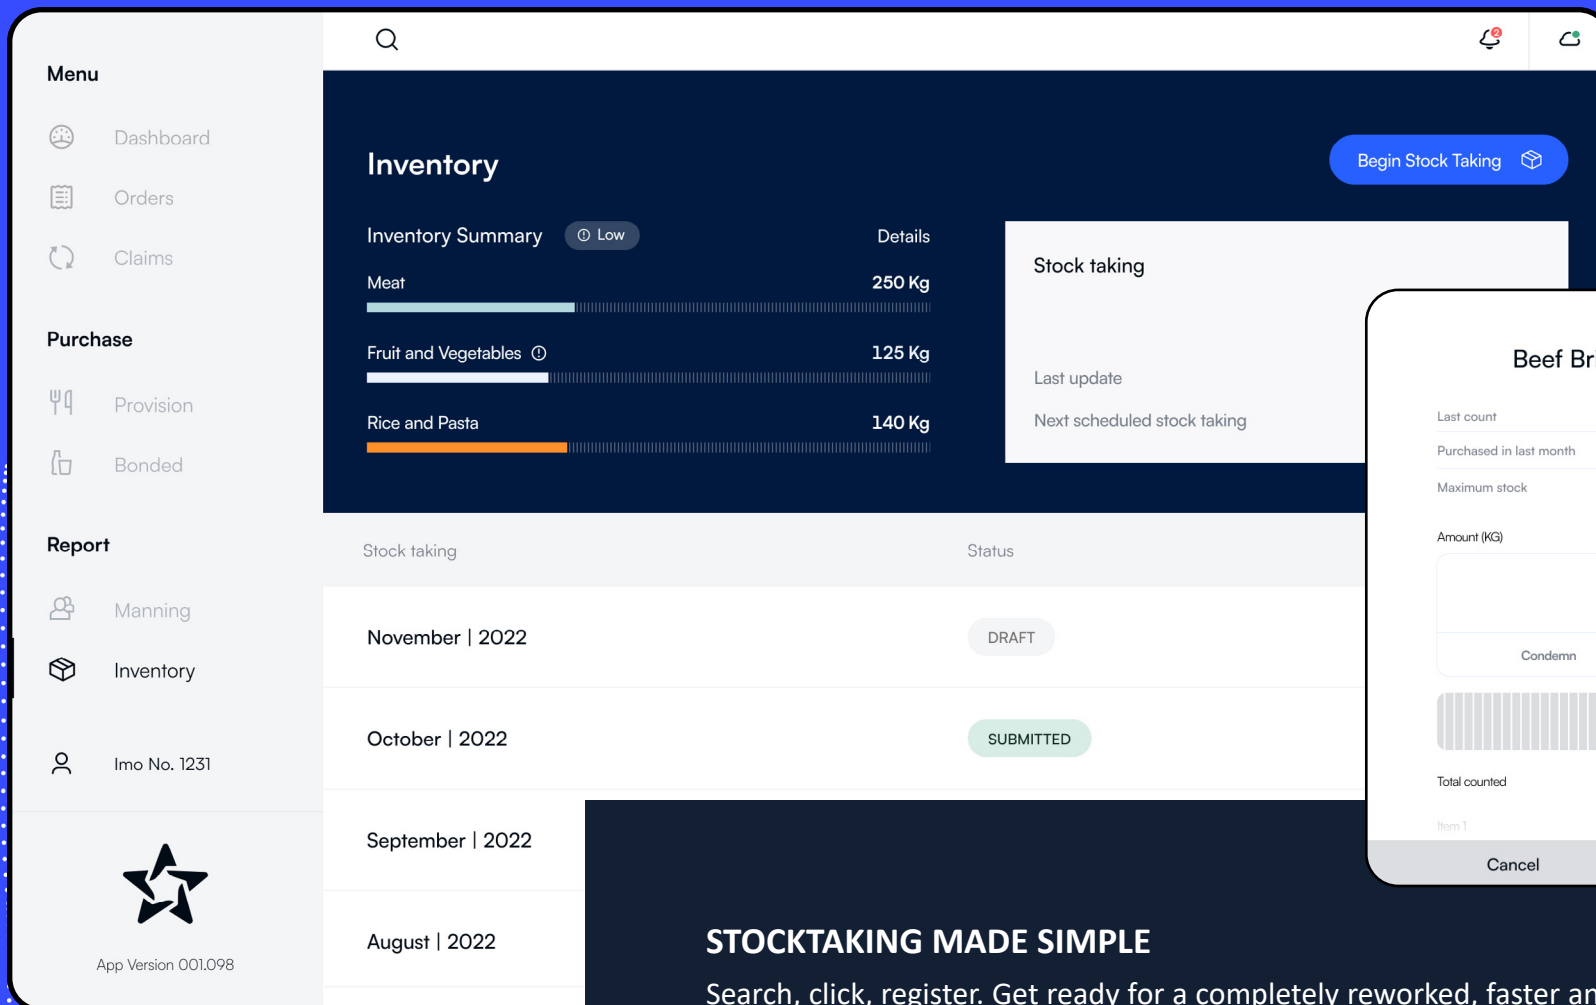 Menu
Dashboard
Orders
Claims
Purchase
Provision
Bonded
Report
Manning
Inventory
Imo No. 1231
App Version 001.098
2
Inventory
Begin Stock Taking
Inventory Summary Low Details
Meat 250 Kg
Fruit and Vegetables 125 Kg
Rice and Pasta 140 Kg
Stock taking
Last update
Next scheduled stock taking
Stock taking Status
November | 2022 DRAFT
October | 2022 SUBMITTED
September | 2022
August | 2022
Beef
Last count
Purchased in last month
Maximum stock
Amount (KG)
Condemn
Total counted
Item 1
Cancel
STOCKTAKING MADE SIMPLE
Search, click, register. Get ready for a completely reworked, faster